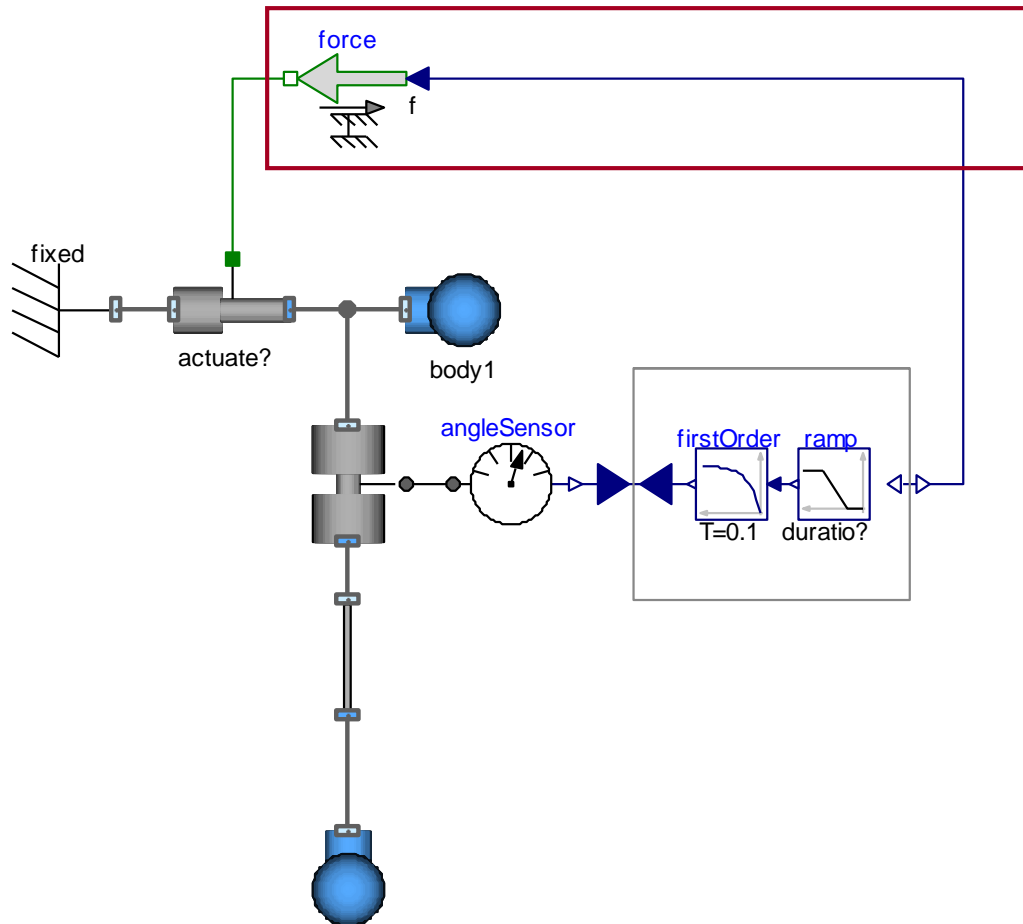 force
f
fixed
actuate?
body1
angleSensor
firstOrder
ramp
T=0.1
duratio?